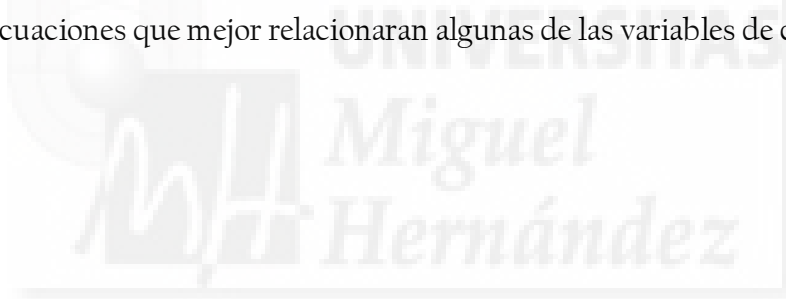 cuaciones que mejor relacionaran algunas de las variables de c
UNIVERSITAS
Miguel
Hernández